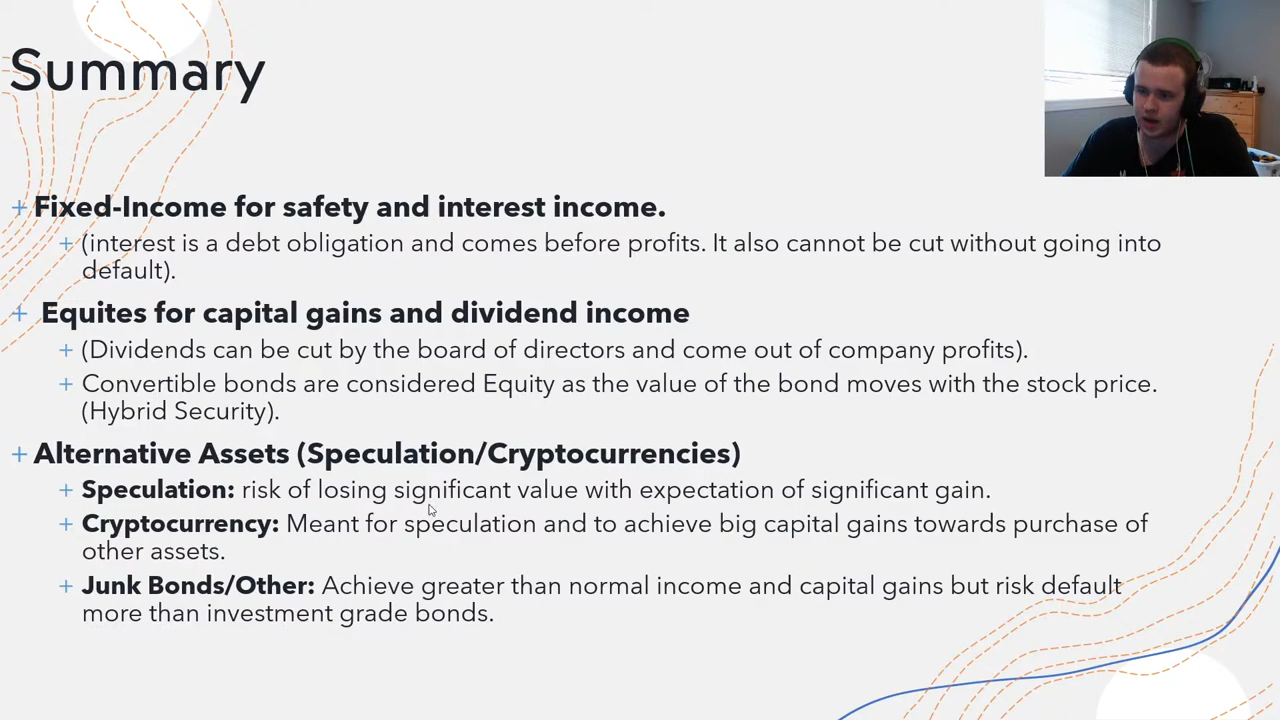 Summary
+ Fixed-Income for safety and interest income.
+ (interest is a debt obligation and comes before profits. It also cannot be cut without going into
default).
+ Equites for capital gains and dividend income
+ (Dividends can be cut by the board of directors and come out of company profits).
+ Convertible bonds are considered Equity as the value of the bond moves with the stock price.
(Hybrid Security).
+ Alternative Assets (Speculation/Cryptocurrencies)
+ Speculation: risk of losing significant value with expectation of significant gain.
+ Cryptocurrency: Meant for speculation and to achieve big capital gains towards purchase of
other assets.
+ Junk Bonds/Other: Achieve greater than normal income and capital gains but risk default
more than investment grade bonds.